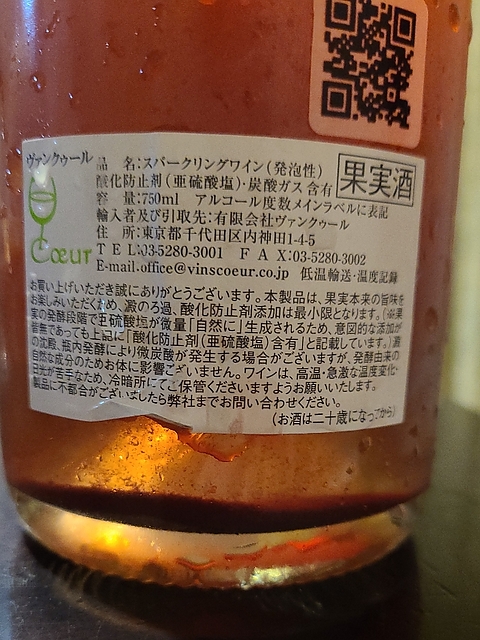 ヴァンクゥール
Cœur
品 名:スパークリングワイン(発泡性)
酸化防止剤(亜硫酸塩)・炭酸ガス含有
果実酒
容 量:750ml アルコール度数メインラベルに表記
輸入者及び引取先:有限会社ヴァンクゥール
住 所:東京都千代田区内神田1-4-5
TEL:03-5280-3001 FAX:03-5280-3002
E-mail.office@vinscoeur.co.jp 低温輸送・温度記録
お買い上げいただき誠にありがとうございます。本製品は、果実本来の旨味を
お楽しみいただくため、澱のろ過、酸化防止剤添加は最小限となります。(※果
実の発酵段階で亜硫酸塩が微量「自然に」生成されるため、意図的な添加が
皆無であっても上記に「酸化防止剤(亜硫酸塩)含有」と記載しています。)澱
の沈殿、瓶内発酵により微炭酸が発生する場合がございますが、発酵由来の
自然な成分のためお体に影響ございません。ワインは、高温・急激な温度変化・
日光が苦手なため、冷暗所にてご保管くださいますようお願いいたします。
製品に不都合がございましたら弊社までお問い合わせください。
(お酒は二十歳になってから)